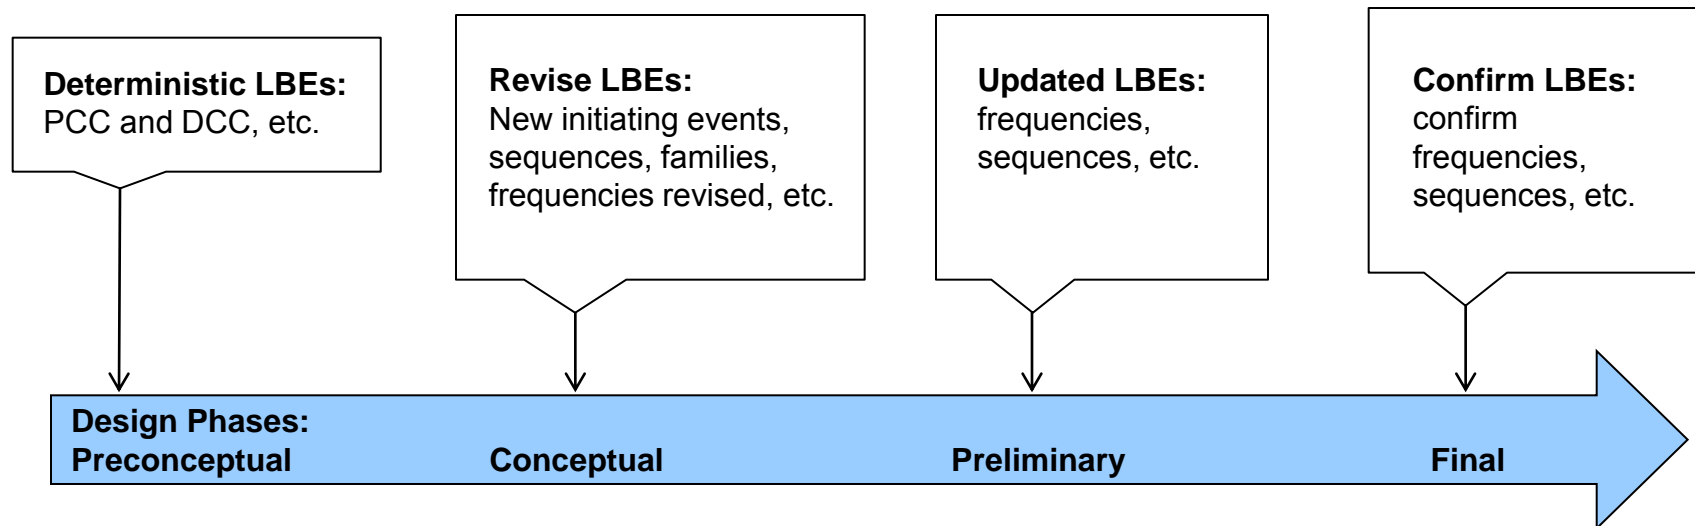 Deterministic LBEs:
PCC and DCC, etc.
Revise LBEs:
New initiating events,
sequences, families,
frequencies revised, etc.
Updated LBEs:
frequencies,
sequences, etc.
Confirm LBEs:
confirm
frequencies,
sequences, etc.
Design Phases:
Preconceptual
Conceptual
Preliminary
Final